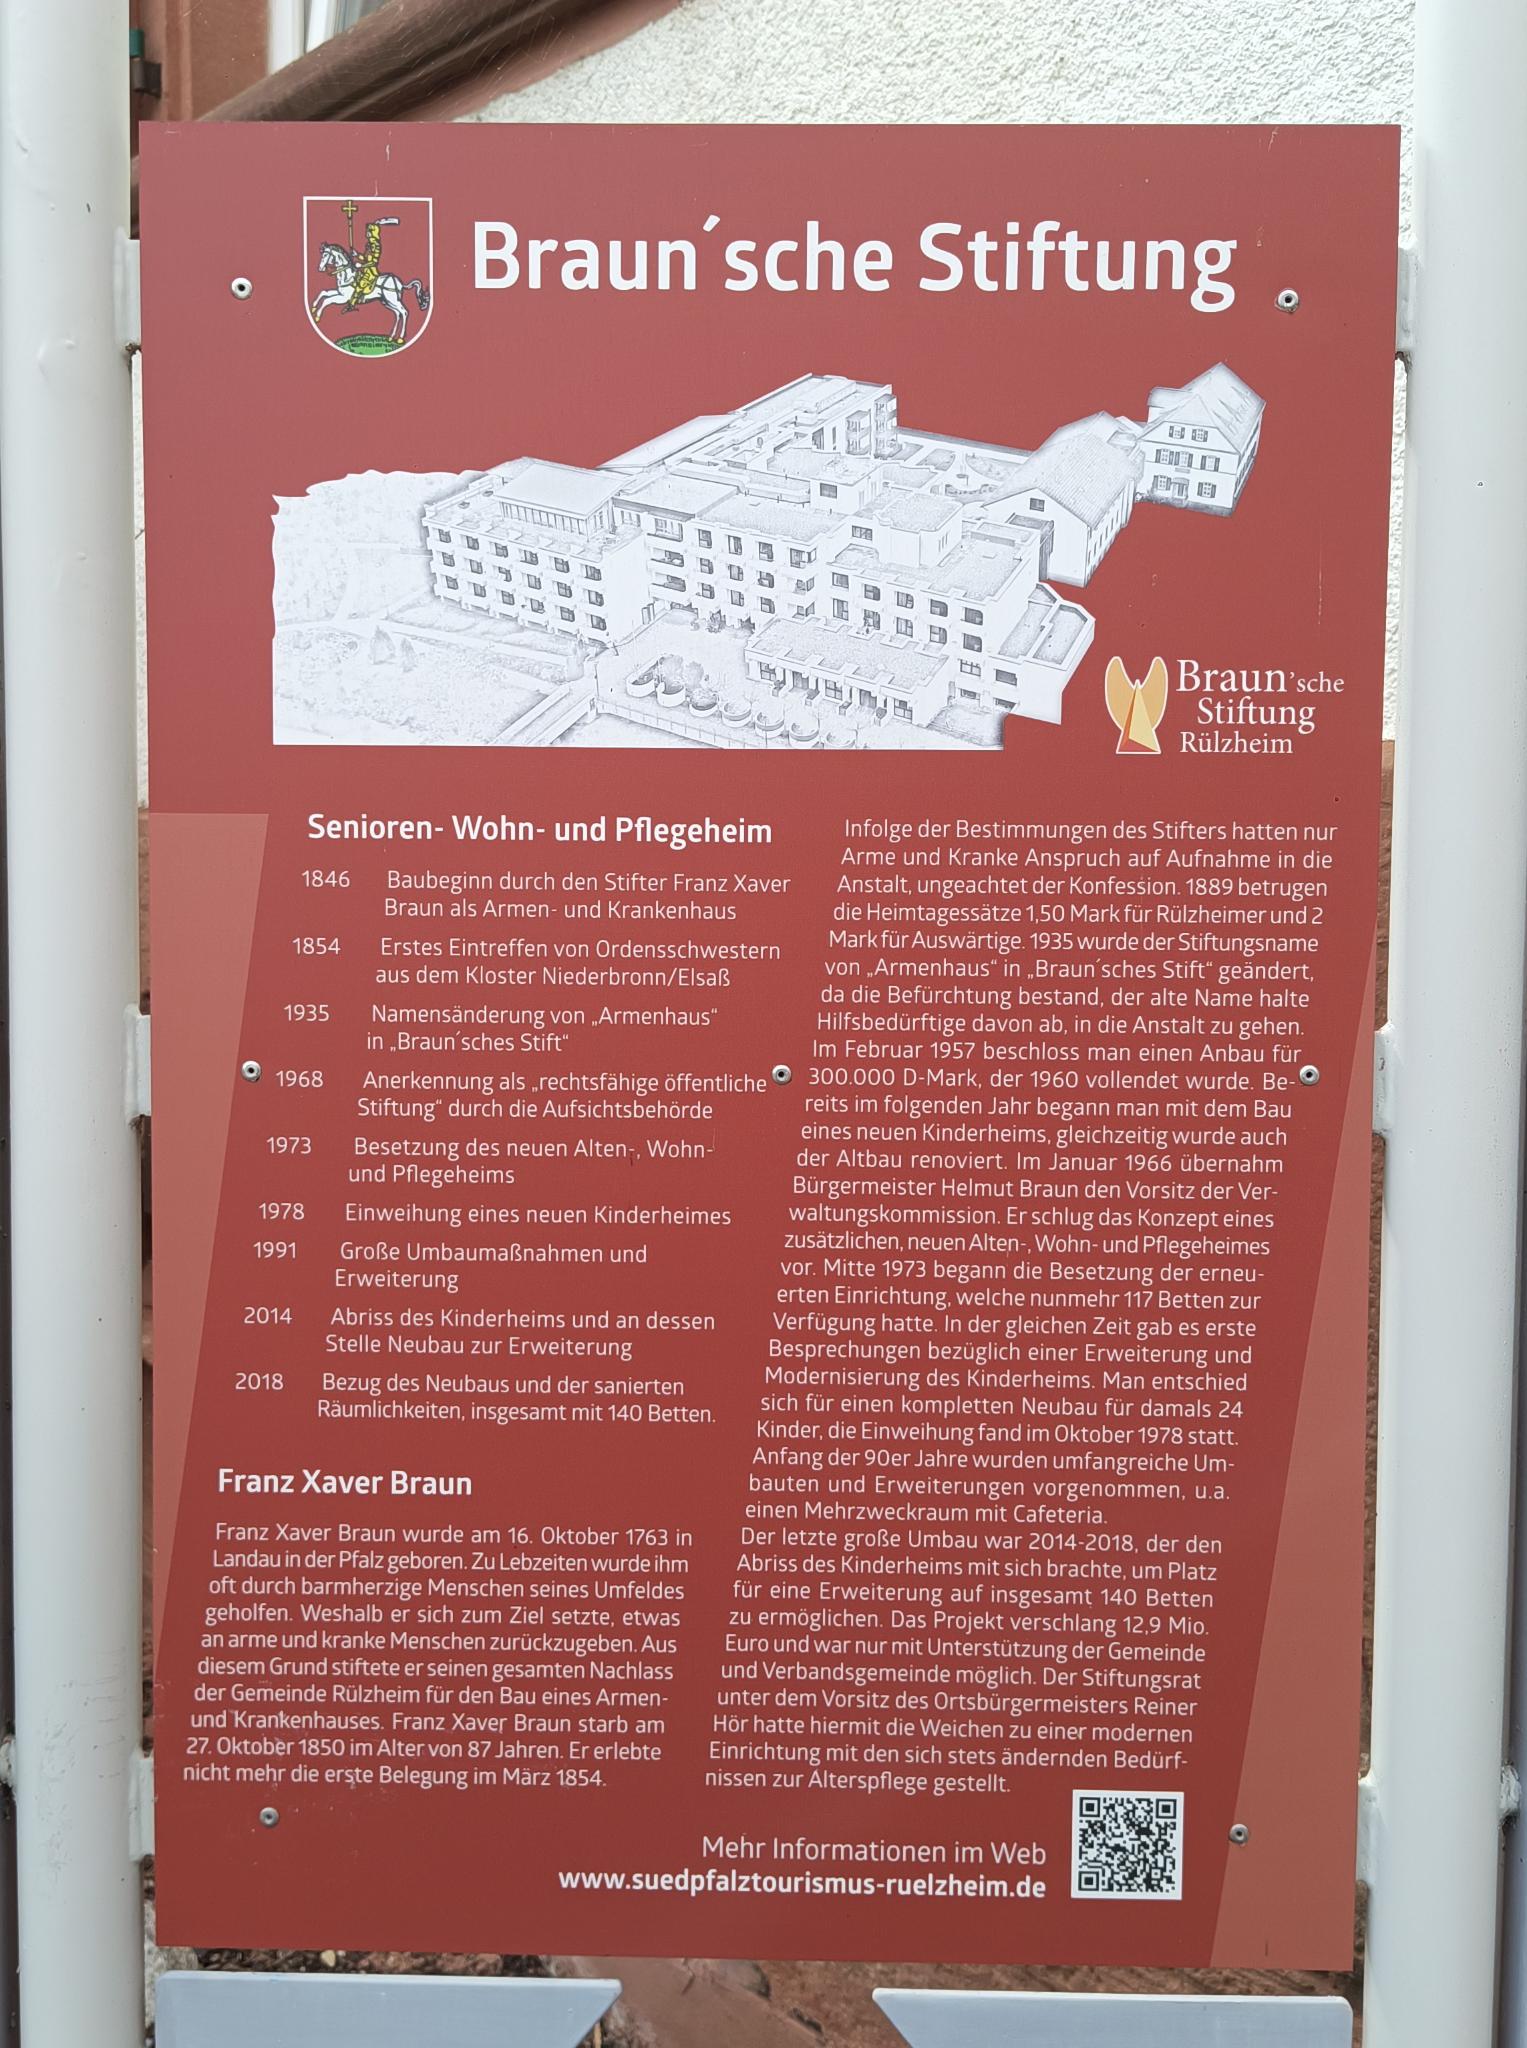 Braun´sche Stiftung
Braun’sche
Stiftung
Rülzheim
Senioren- Wohn- und Pflegeheim
1846 Baubeginn durch den Stifter Franz Xaver
Braun als Armen- und Krankenhaus
1854 Erstes Eintreffen von Ordensschwestern
aus dem Kloster Niederbronn/Elsaß
1935 Namensänderung von „Armenhaus“
in „Braun´sches Stift“
1968 Anerkennung als „rechtsfähige öffentliche
Stiftung“ durch die Aufsichtsbehörde
1973 Besetzung des neuen Alten-, Wohn-
und Pflegeheims
1978 Einweihung eines neuen Kinderheimes
1991 Große Umbaumaßnahmen und
Erweiterung
2014 Abriss des Kinderheims und an dessen
Stelle Neubau zur Erweiterung
2018 Bezug des Neubaus und der sanierten
Räumlichkeiten, insgesamt mit 140 Betten.
Franz Xaver Braun
Franz Xaver Braun wurde am 16. Oktober 1763 in
Landau in der Pfalz geboren. Zu Lebzeiten wurde ihm
oft durch barmherzige Menschen seines Umfeldes
geholfen. Weshalb er sich zum Ziel setzte, etwas
an arme und kranke Menschen zurückzugeben. Aus
diesem Grund stiftete er seinen gesamten Nachlass
der Gemeinde Rülzheim für den Bau eines Armen-
und Krankenhauses. Franz Xaver Braun starb am
27. Oktober 1850 im Alter von 87 Jahren. Er erlebte
nicht mehr die erste Belegung im März 1854.
Infolge der Bestimmungen des Stifters hatten nur
Arme und Kranke Anspruch auf Aufnahme in die
Anstalt, ungeachtet der Konfession. 1889 betrugen
die Heimtagessätze 1,50 Mark für Rülzheimer und 2
Mark für Auswärtige. 1935 wurde der Stiftungsname
von „Armenhaus“ in „Braun´sches Stift“ geändert,
da die Befürchtung bestand, der alte Name halte
Hilfsbedürftige davon ab, in die Anstalt zu gehen.
Im Februar 1957 beschloss man einen Anbau für
300.000 D-Mark, der 1960 vollendet wurde. Be-
reits im folgenden Jahr begann man mit dem Bau
eines neuen Kinderheims, gleichzeitig wurde auch
der Altbau renoviert. Im Januar 1966 übernahm
Bürgermeister Helmut Braun den Vorsitz der Ver-
waltungskommission. Er schlug das Konzept eines
zusätzlichen, neuen Alten-, Wohn- und Pflegeheimes
vor. Mitte 1973 begann die Besetzung der erneu-
erten Einrichtung, welche nunmehr 117 Betten zur
Verfügung hatte. In der gleichen Zeit gab es erste
Besprechungen bezüglich einer Erweiterung und
Modernisierung des Kinderheims. Man entschied
sich für einen kompletten Neubau für damals 24
Kinder, die Einweihung fand im Oktober 1978 statt.
Anfang der 90er Jahre wurden umfangreiche Um-
bauten und Erweiterungen vorgenommen, u.a.
einen Mehrzweckraum mit Cafeteria.
Der letzte große Umbau war 2014-2018, der den
Abriss des Kinderheims mit sich brachte, um Platz
für eine Erweiterung auf insgesamt 140 Betten
zu ermöglichen. Das Projekt verschlang 12,9 Mio.
Euro und war nur mit Unterstützung der Gemeinde
und Verbandsgemeinde möglich. Der Stiftungsrat
unter dem Vorsitz des Ortsbürgermeisters Reiner
Hör hatte hiermit die Weichen zu einer modernen
Einrichtung mit den sich stets ändernden Bedürf-
nissen zur Alterspflege gestellt.
Mehr Informationen im Web
www.suedpfalztourismus-ruelzheim.de